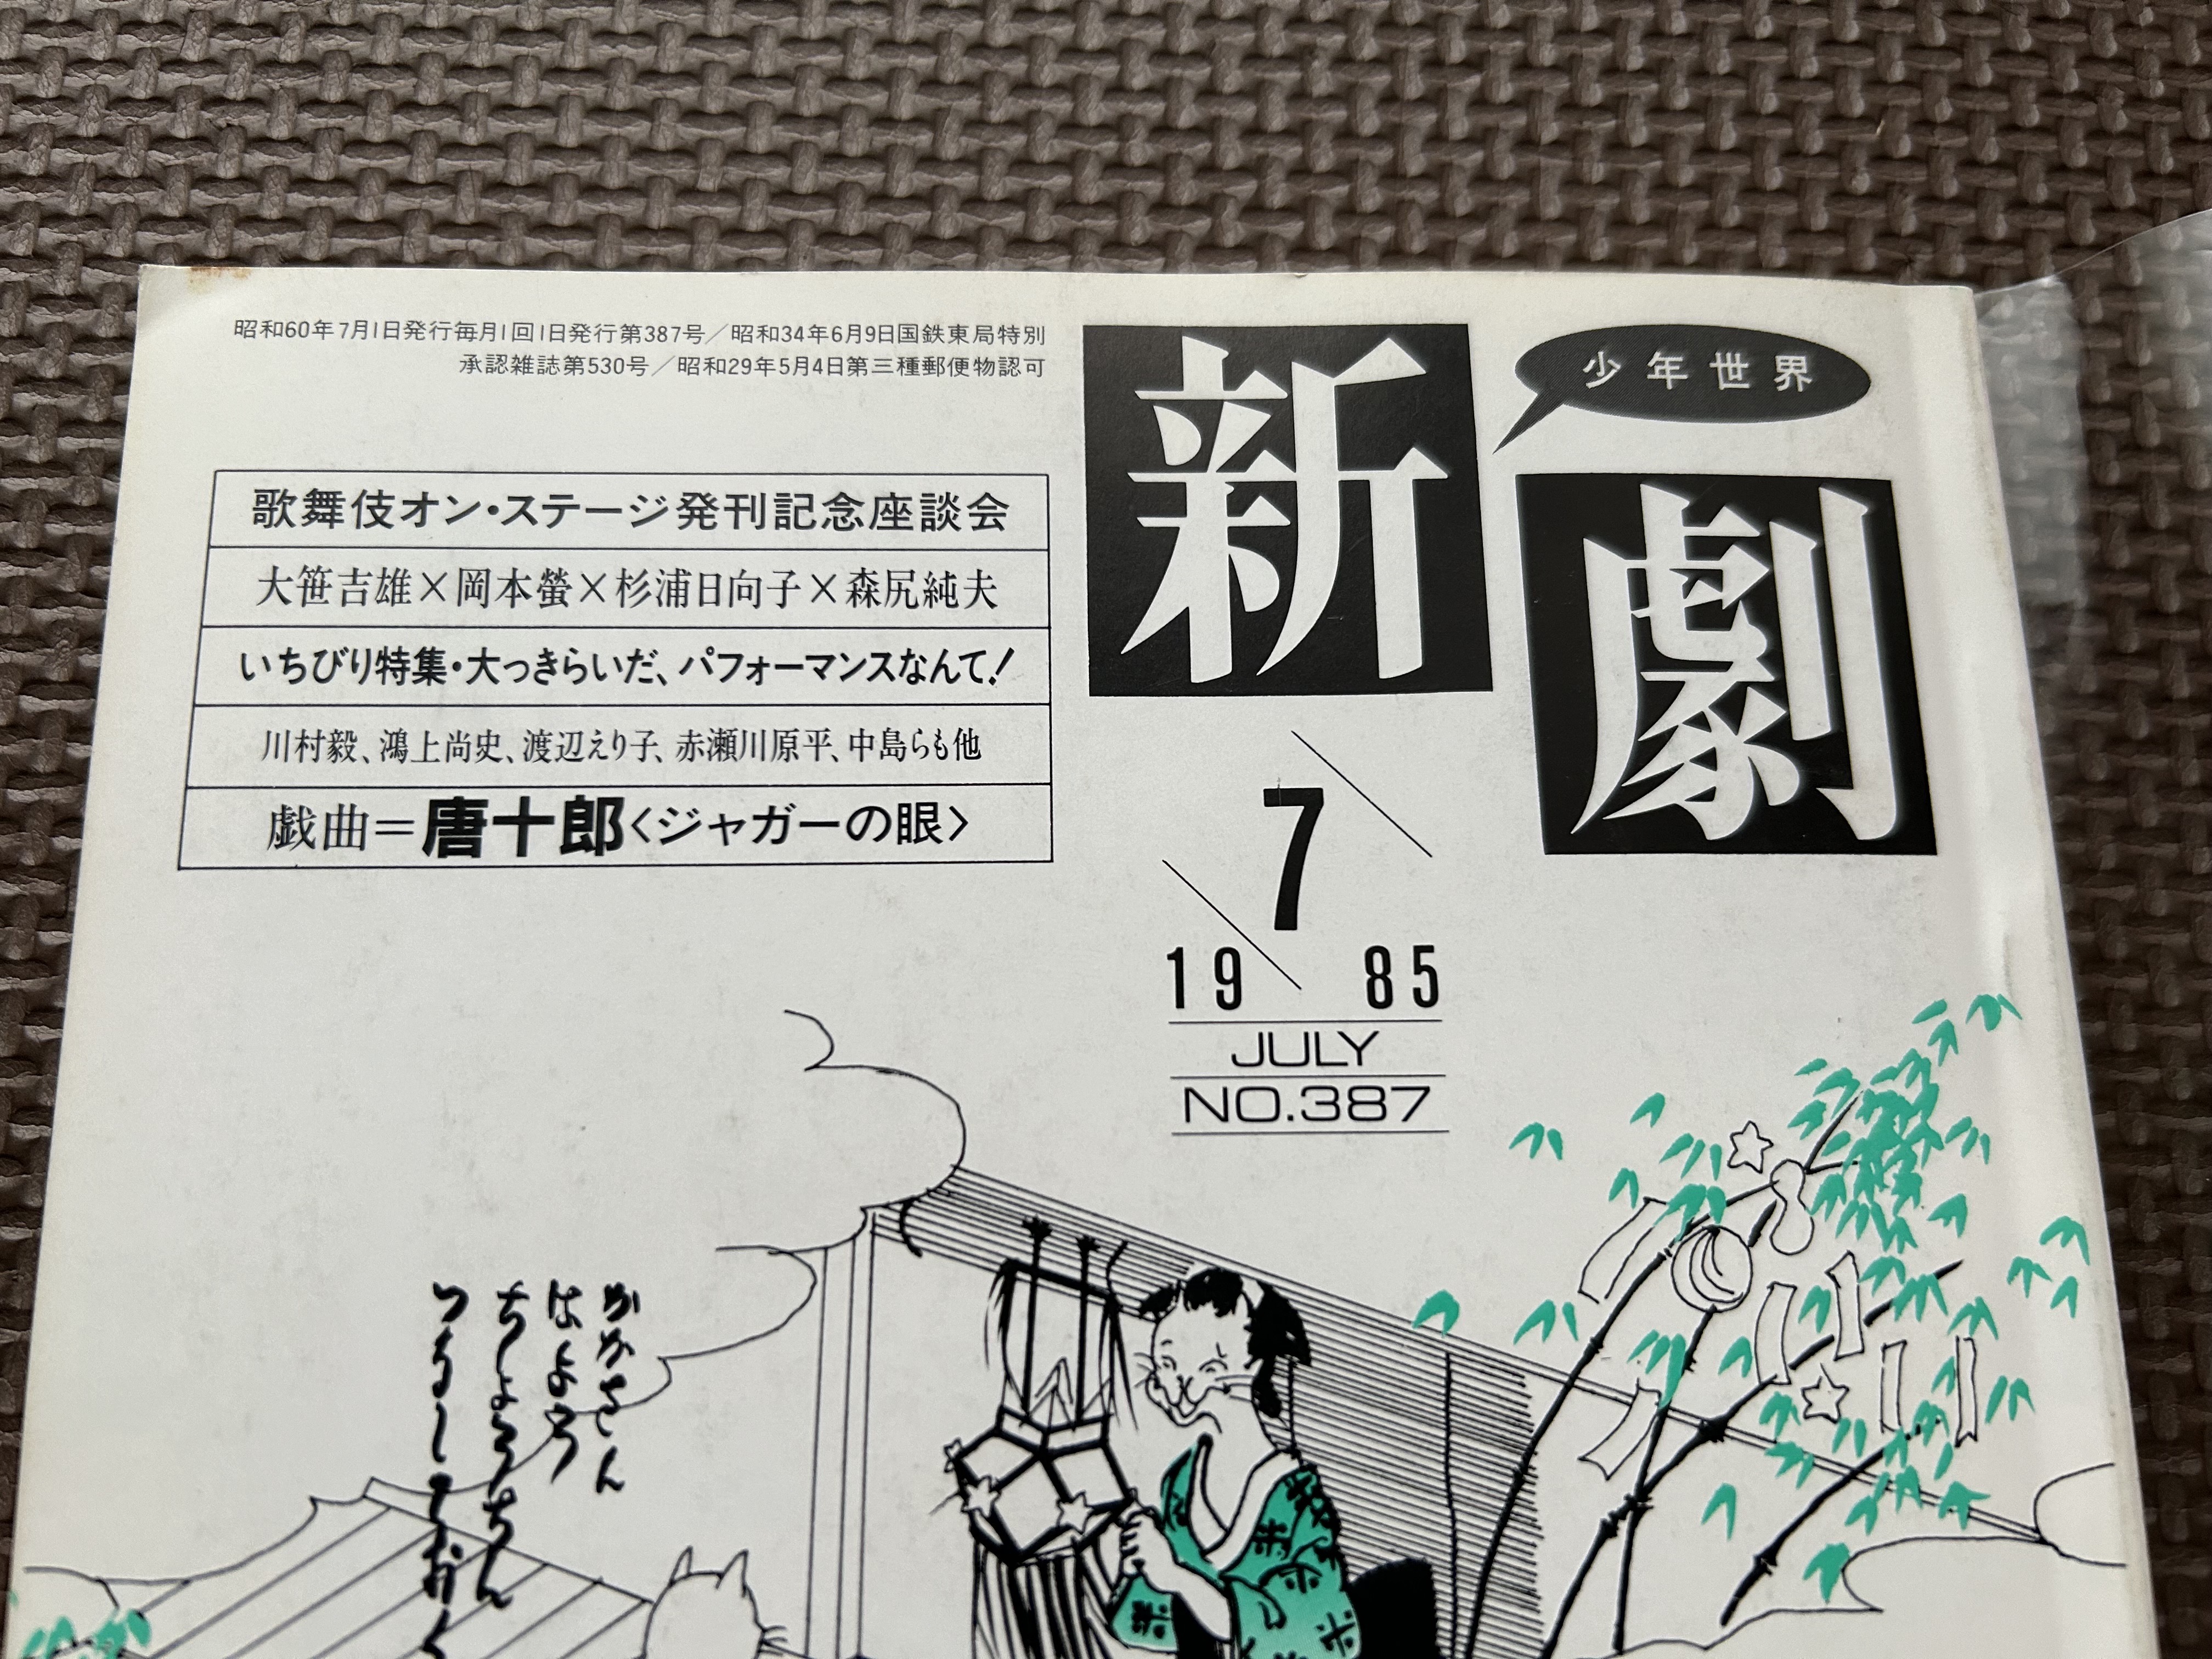 昭和60年7月1日発行毎月1回1日発行第387号／昭和34年6月9日国鉄東局特別
承認雑誌第530号／昭和29年5月4日第三種郵便物認可
少年世界
新劇
歌舞伎オン・ステージ発刊記念座談会
大笹吉雄×岡本螢×杉浦日向子×森尻純夫
いちびり特集・大っきらいだ、パフォーマンスなんて!
川村毅、鴻上尚史、渡辺えり子、赤瀬川原平、中島らも他
戯曲＝唐十郎〈ジャガーの眼〉
7
19 85
JULY
NO.387
かなさん
はよう
ちょうちん
つるしておく